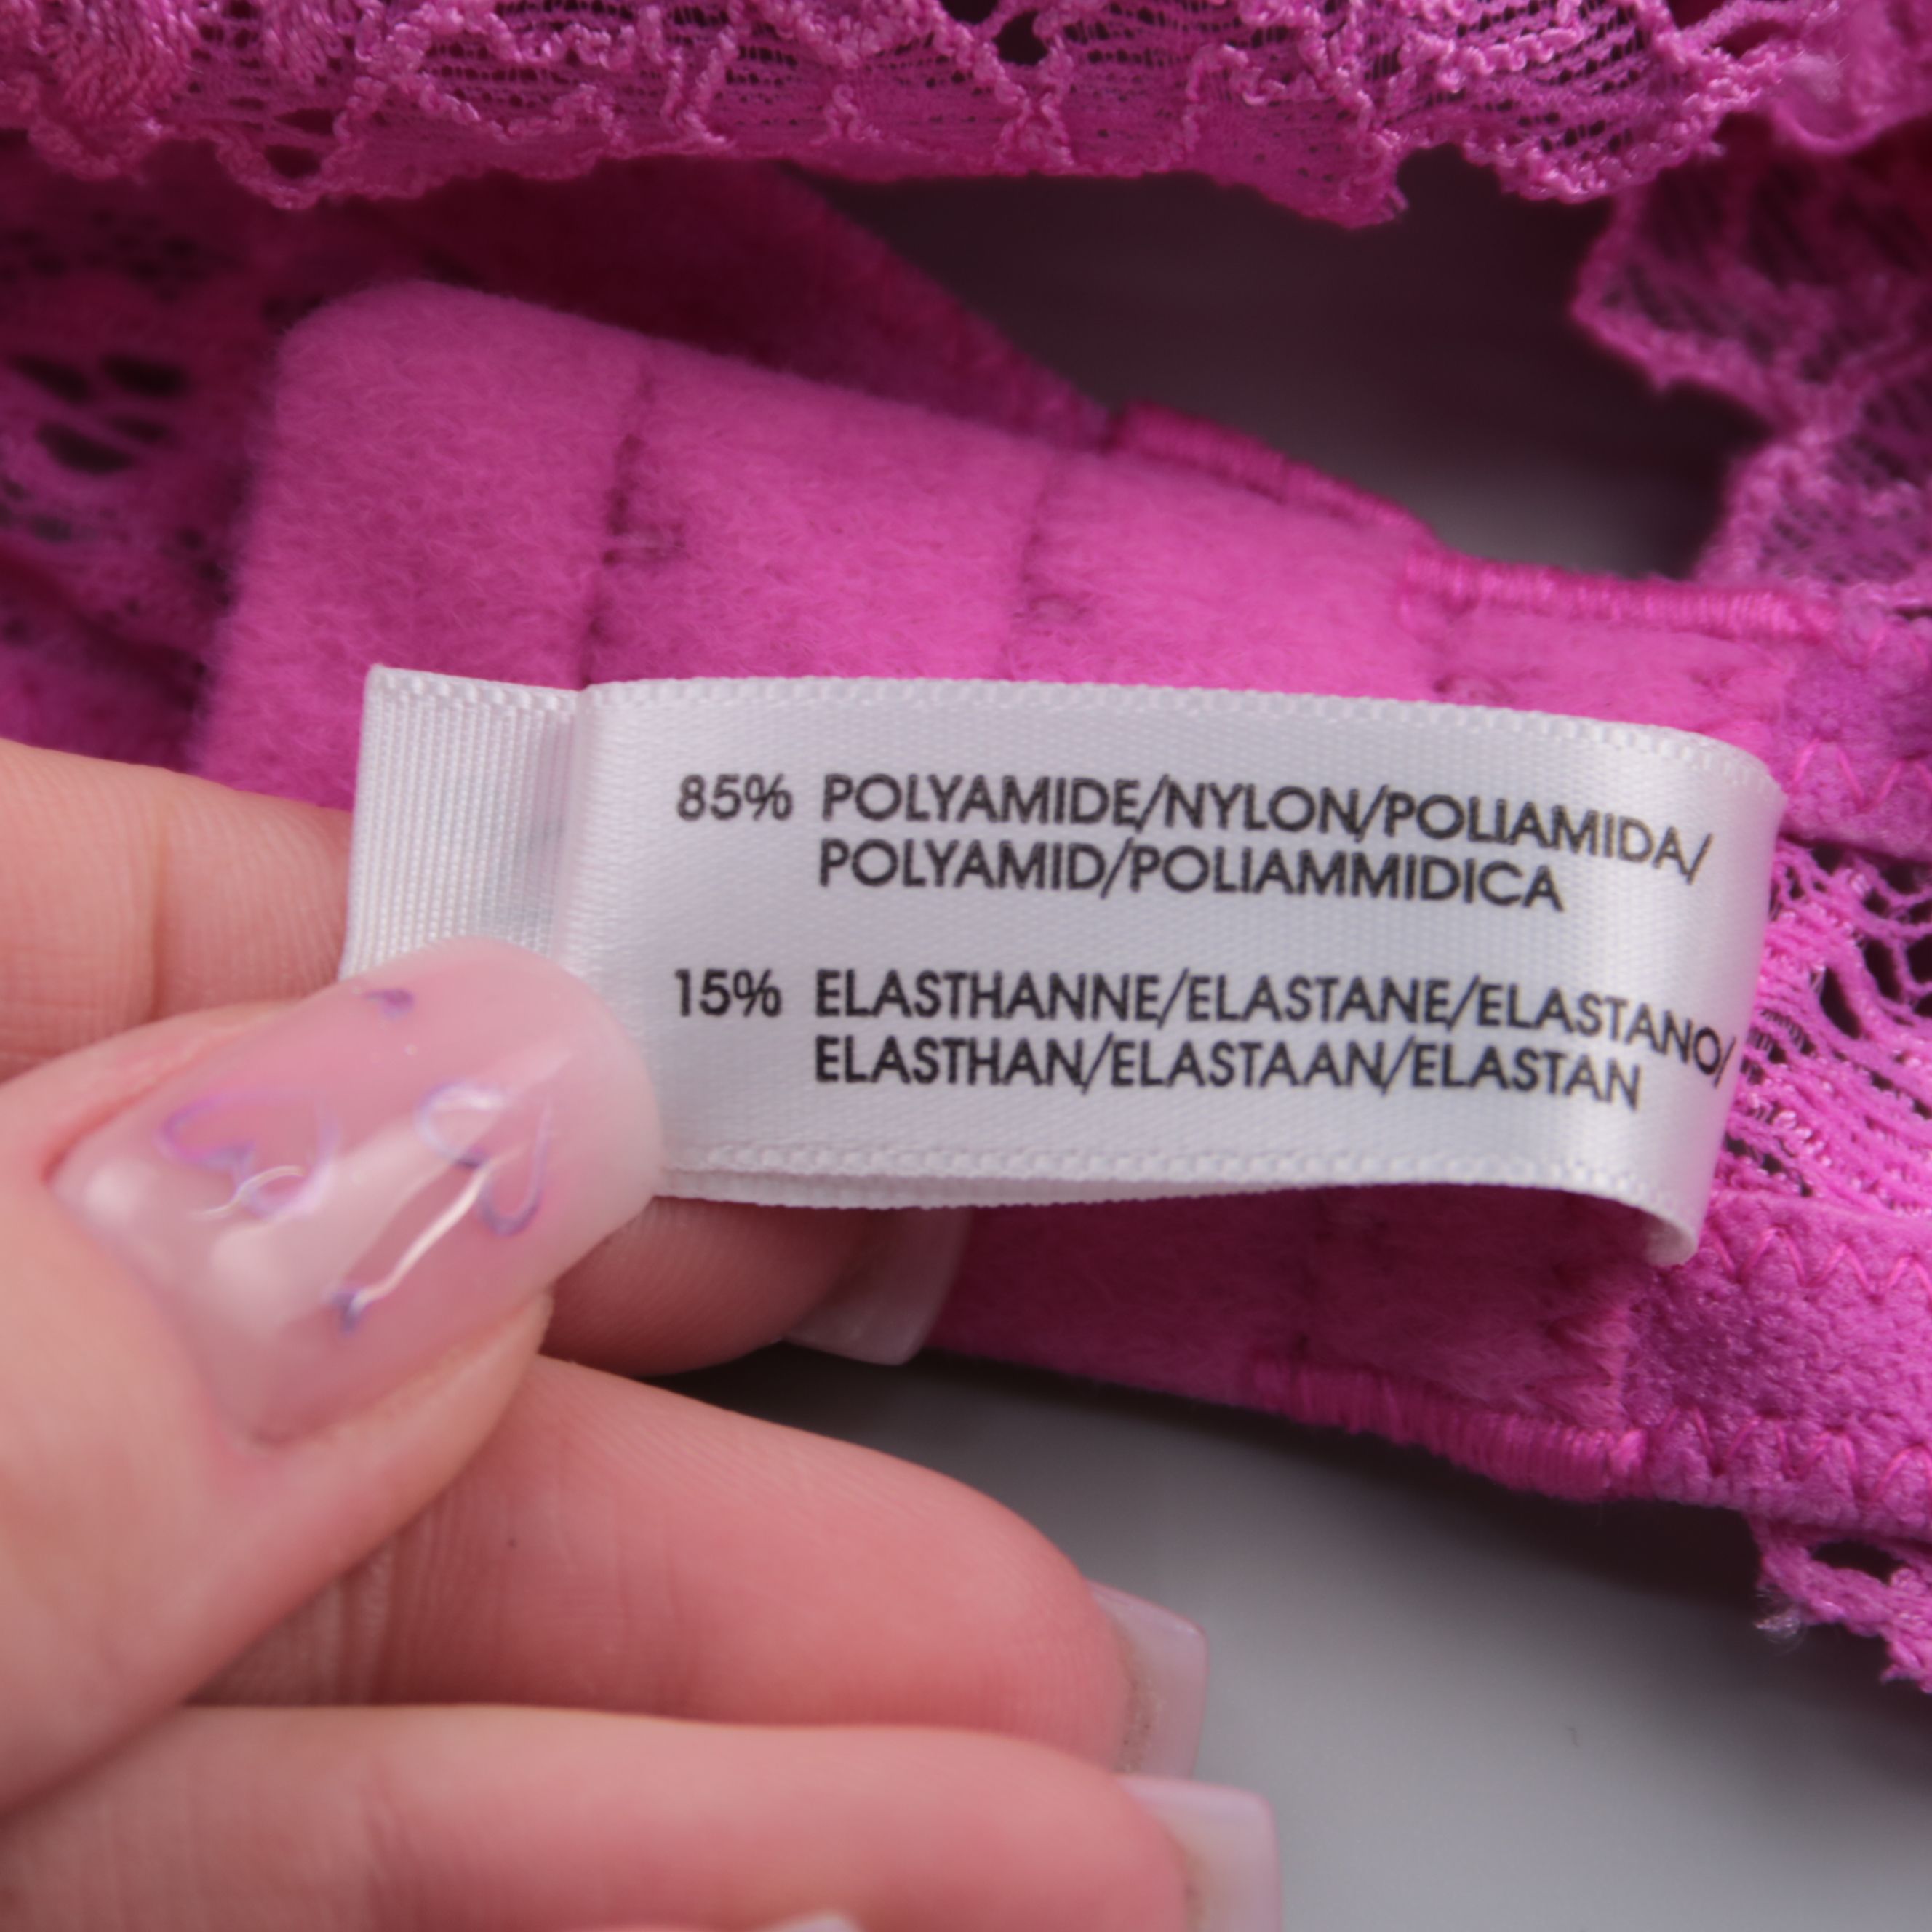 85% POLYAMIDE/NYLON/POLIAMIDA/
POLYAMID/POLIAMMIDICA
15% ELASTHANNE/ELASTANE/ELASTANO/
ELASTHAN/ELASTAAN/ELASTAN